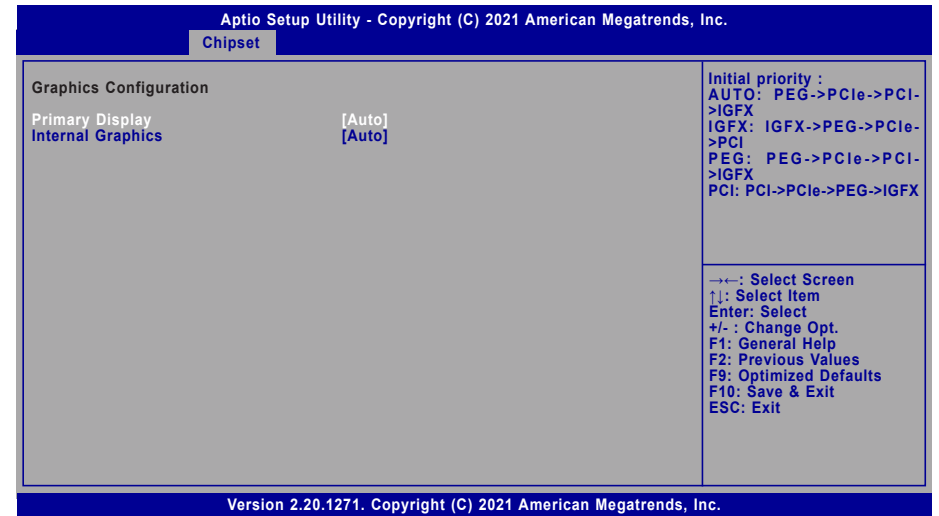 Aptio Setup Utility - Copyright (C) 2021 American Megatrends, Inc.
Chipset
Graphics Configuration
Primary Display [Auto]
Internal Graphics [Auto]
Initial priority :
AUTO: PEG->PCIe->PCI-
>IGFX
IGFX: IGFX->PEG->PCIe-
>PCI
PEG: PEG->PCIe->PCI-
>IGFX
PCI: PCI->PCIe->PEG->IGFX
→←: Select Screen
↑↓: Select Item
Enter: Select
+/- : Change Opt.
F1: General Help
F2: Previous Values
F9: Optimized Defaults
F10: Save & Exit
ESC: Exit
Version 2.20.1271. Copyright (C) 2021 American Megatrends, Inc.